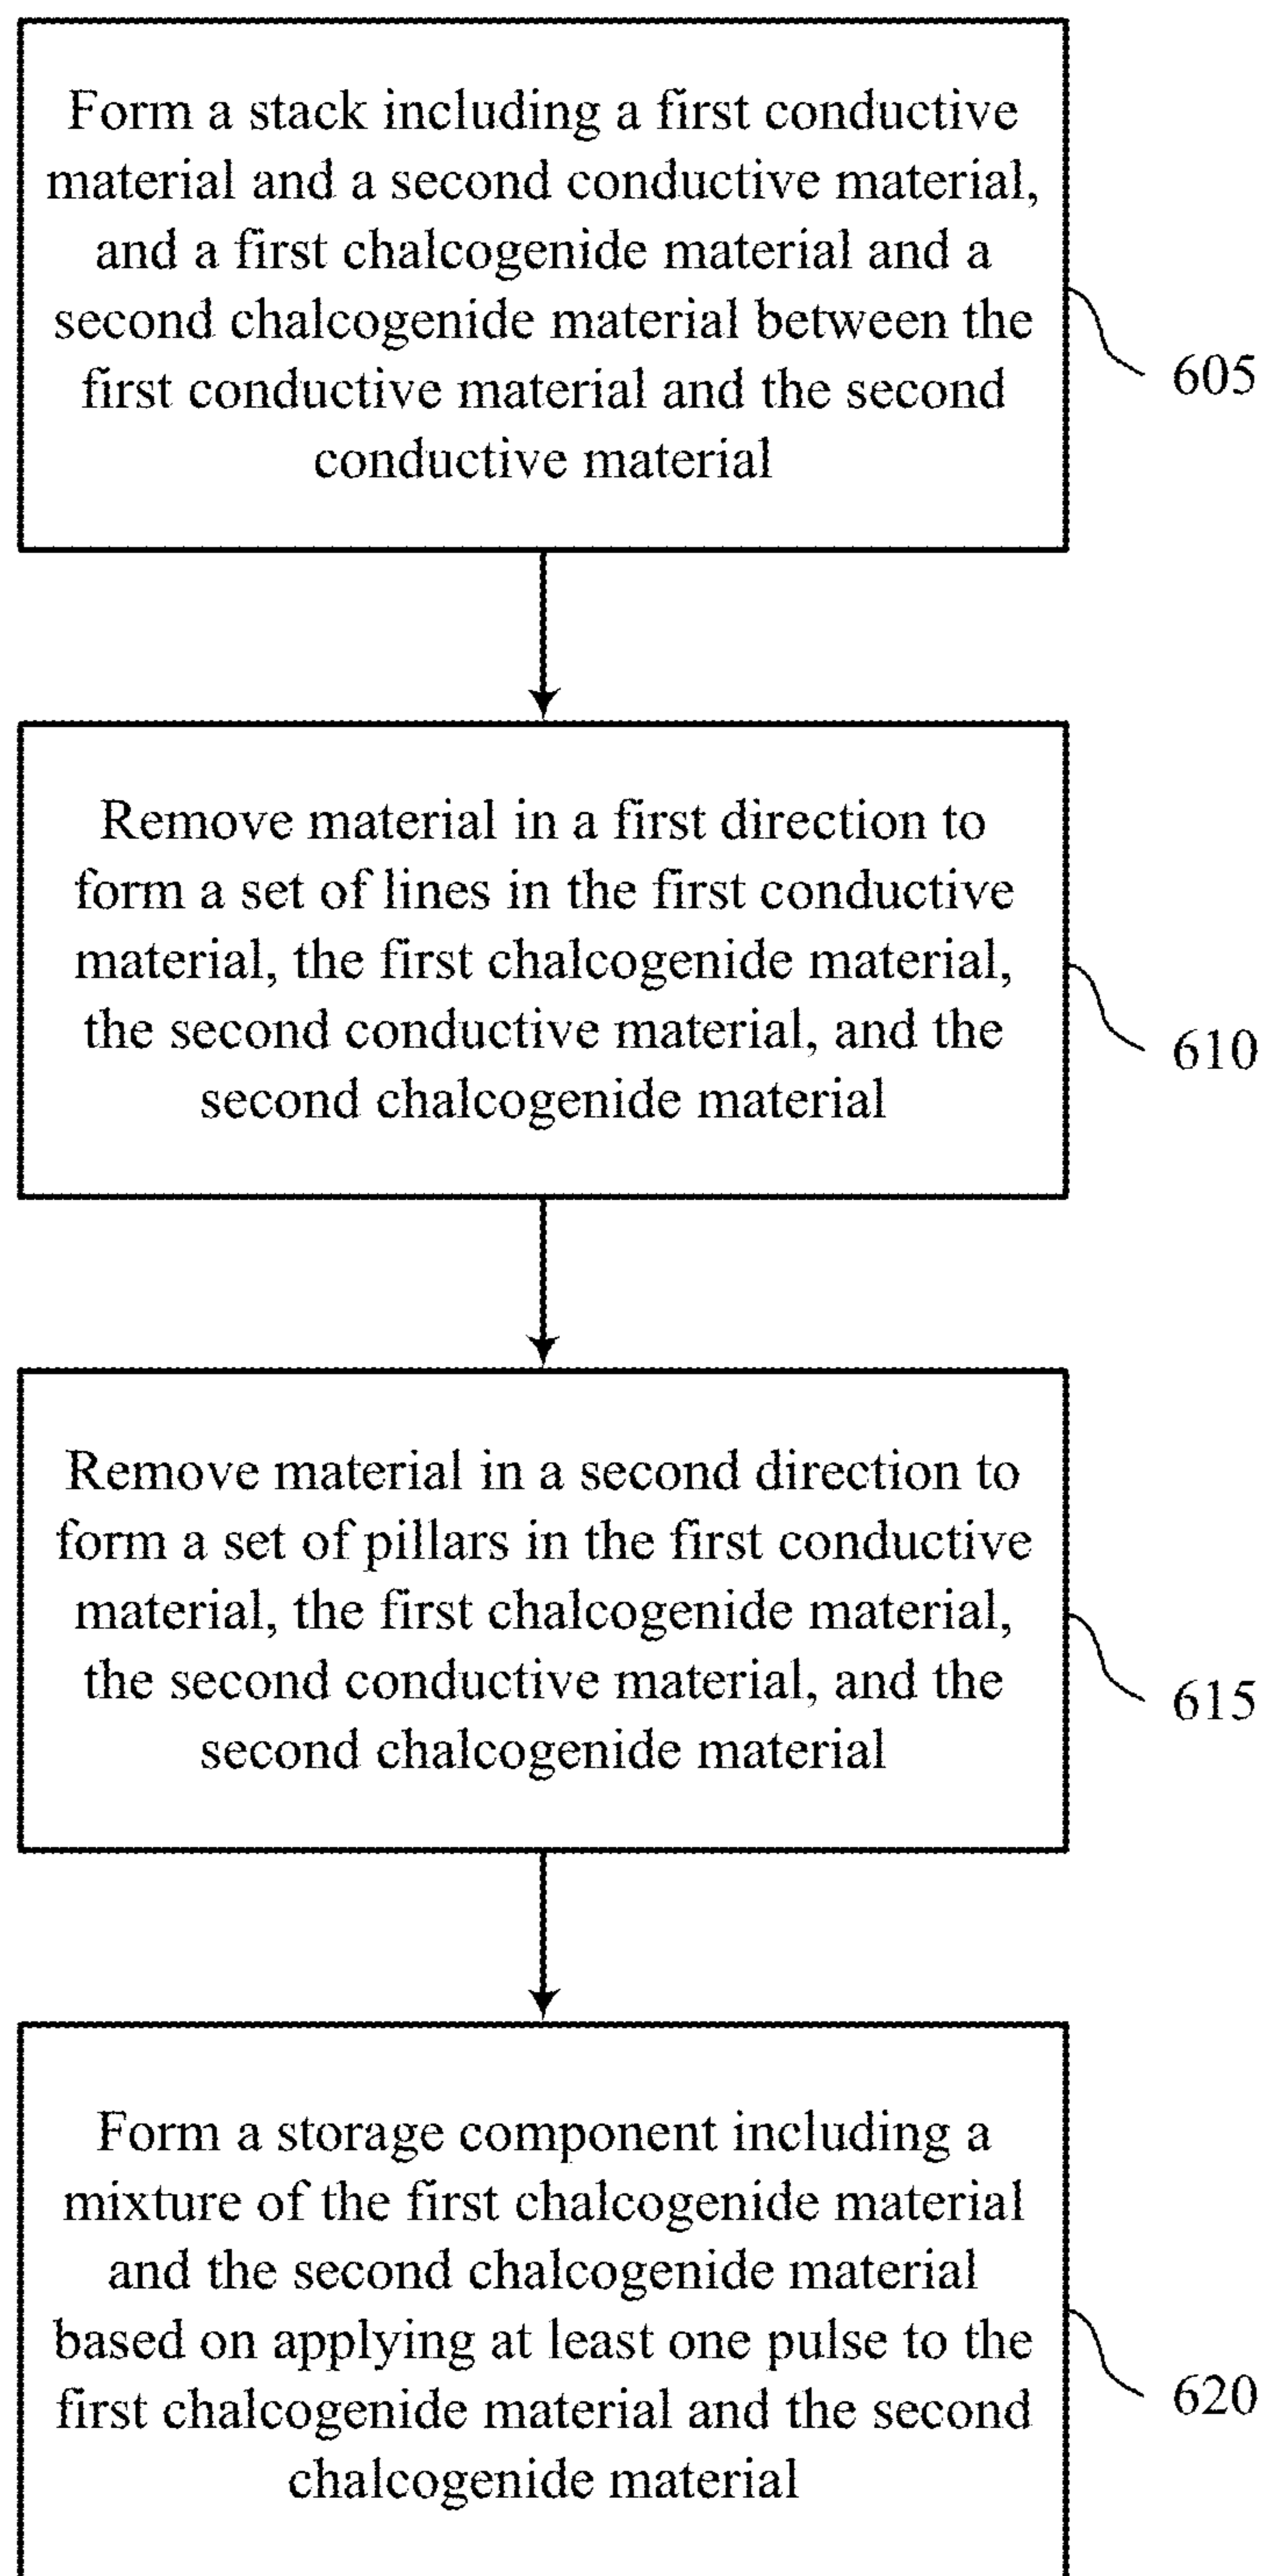 Form a stack including a first conductive
material and a second conductive material,
and a first chalcogenide material and a
second chalcogenide material between the
first conductive material and the second
conductive material
605
Remove material in a first direction to
form a set of lines in the first conductive
material, the first chalcogenide material,
the second conductive material, and the
second chalcogenide material
610
Remove material in a second direction to
form a set of pillars in the first conductive
material, the first chalcogenide material,
the second conductive material, and the
second chalcogenide material
615
Form a storage component including a
mixture of the first chalcogenide material
and the second chalcogenide material
based on applying at least one pulse to the
first chalcogenide material and the second
chalcogenide material
620